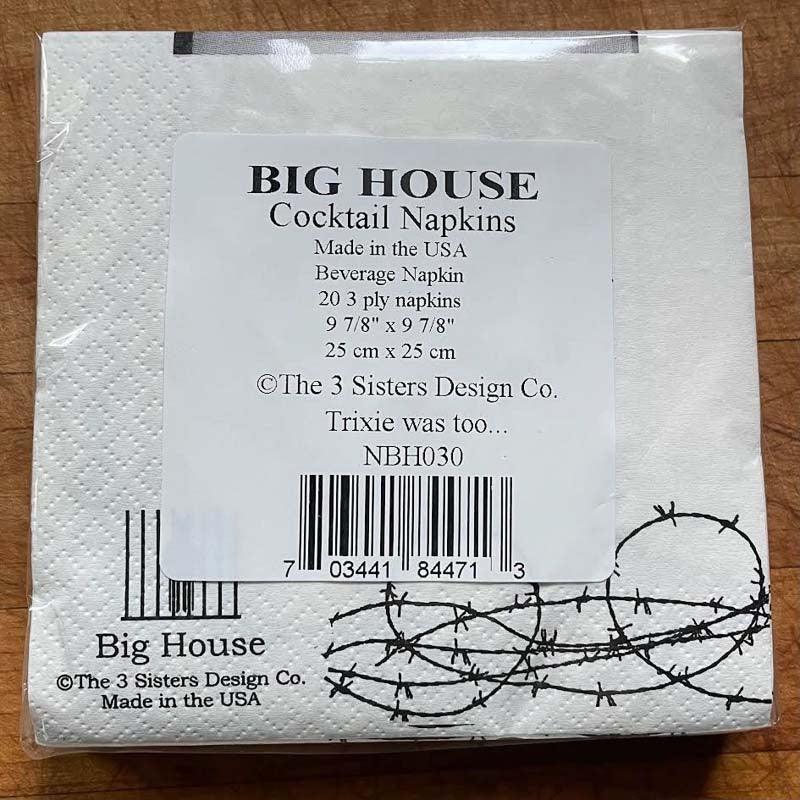 BIG HOUSE
Cocktail Napkins
Made in the USA
Beverage Napkin
20 3 ply napkins
9 7/8" x 9 7/8"
25 cm x 25 cm
©The 3 Sisters Design Co.
Trixie was too...
NBH030
7 03441 84471 3
Big House
©The 3 Sisters Design Co.
Made in the USA